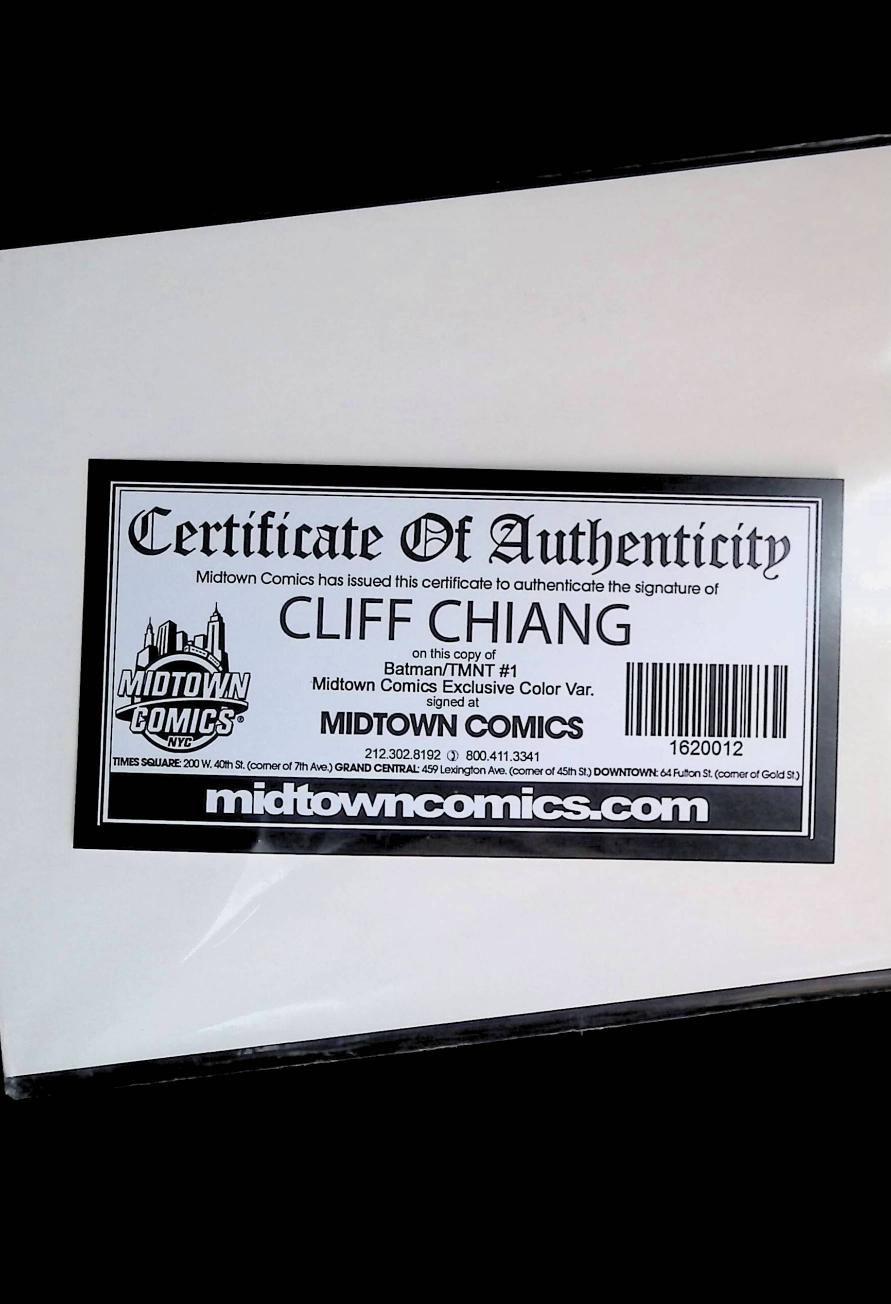 Certificate Of Authenticity
Midtown Comics has issued this certificate to authenticate the signature of
CLIFF CHIANG
on this copy of
Batman/TMNT #1
Midtown Comics Exclusive Color Var.
signed at
MIDTOWN COMICS
MIDTOWN
COMICS®
NYC
1620012
212.302.8192 800.411.3341
TIMES SQUARE: 200 W. 40th St. (corner of 7th Ave.) GRAND CENTRAL: 459 Lexington Ave. (corner of 45th St.) DOWNTOWN: 64 Fulton St. (corner of Gold St.)
midtowncomics.com